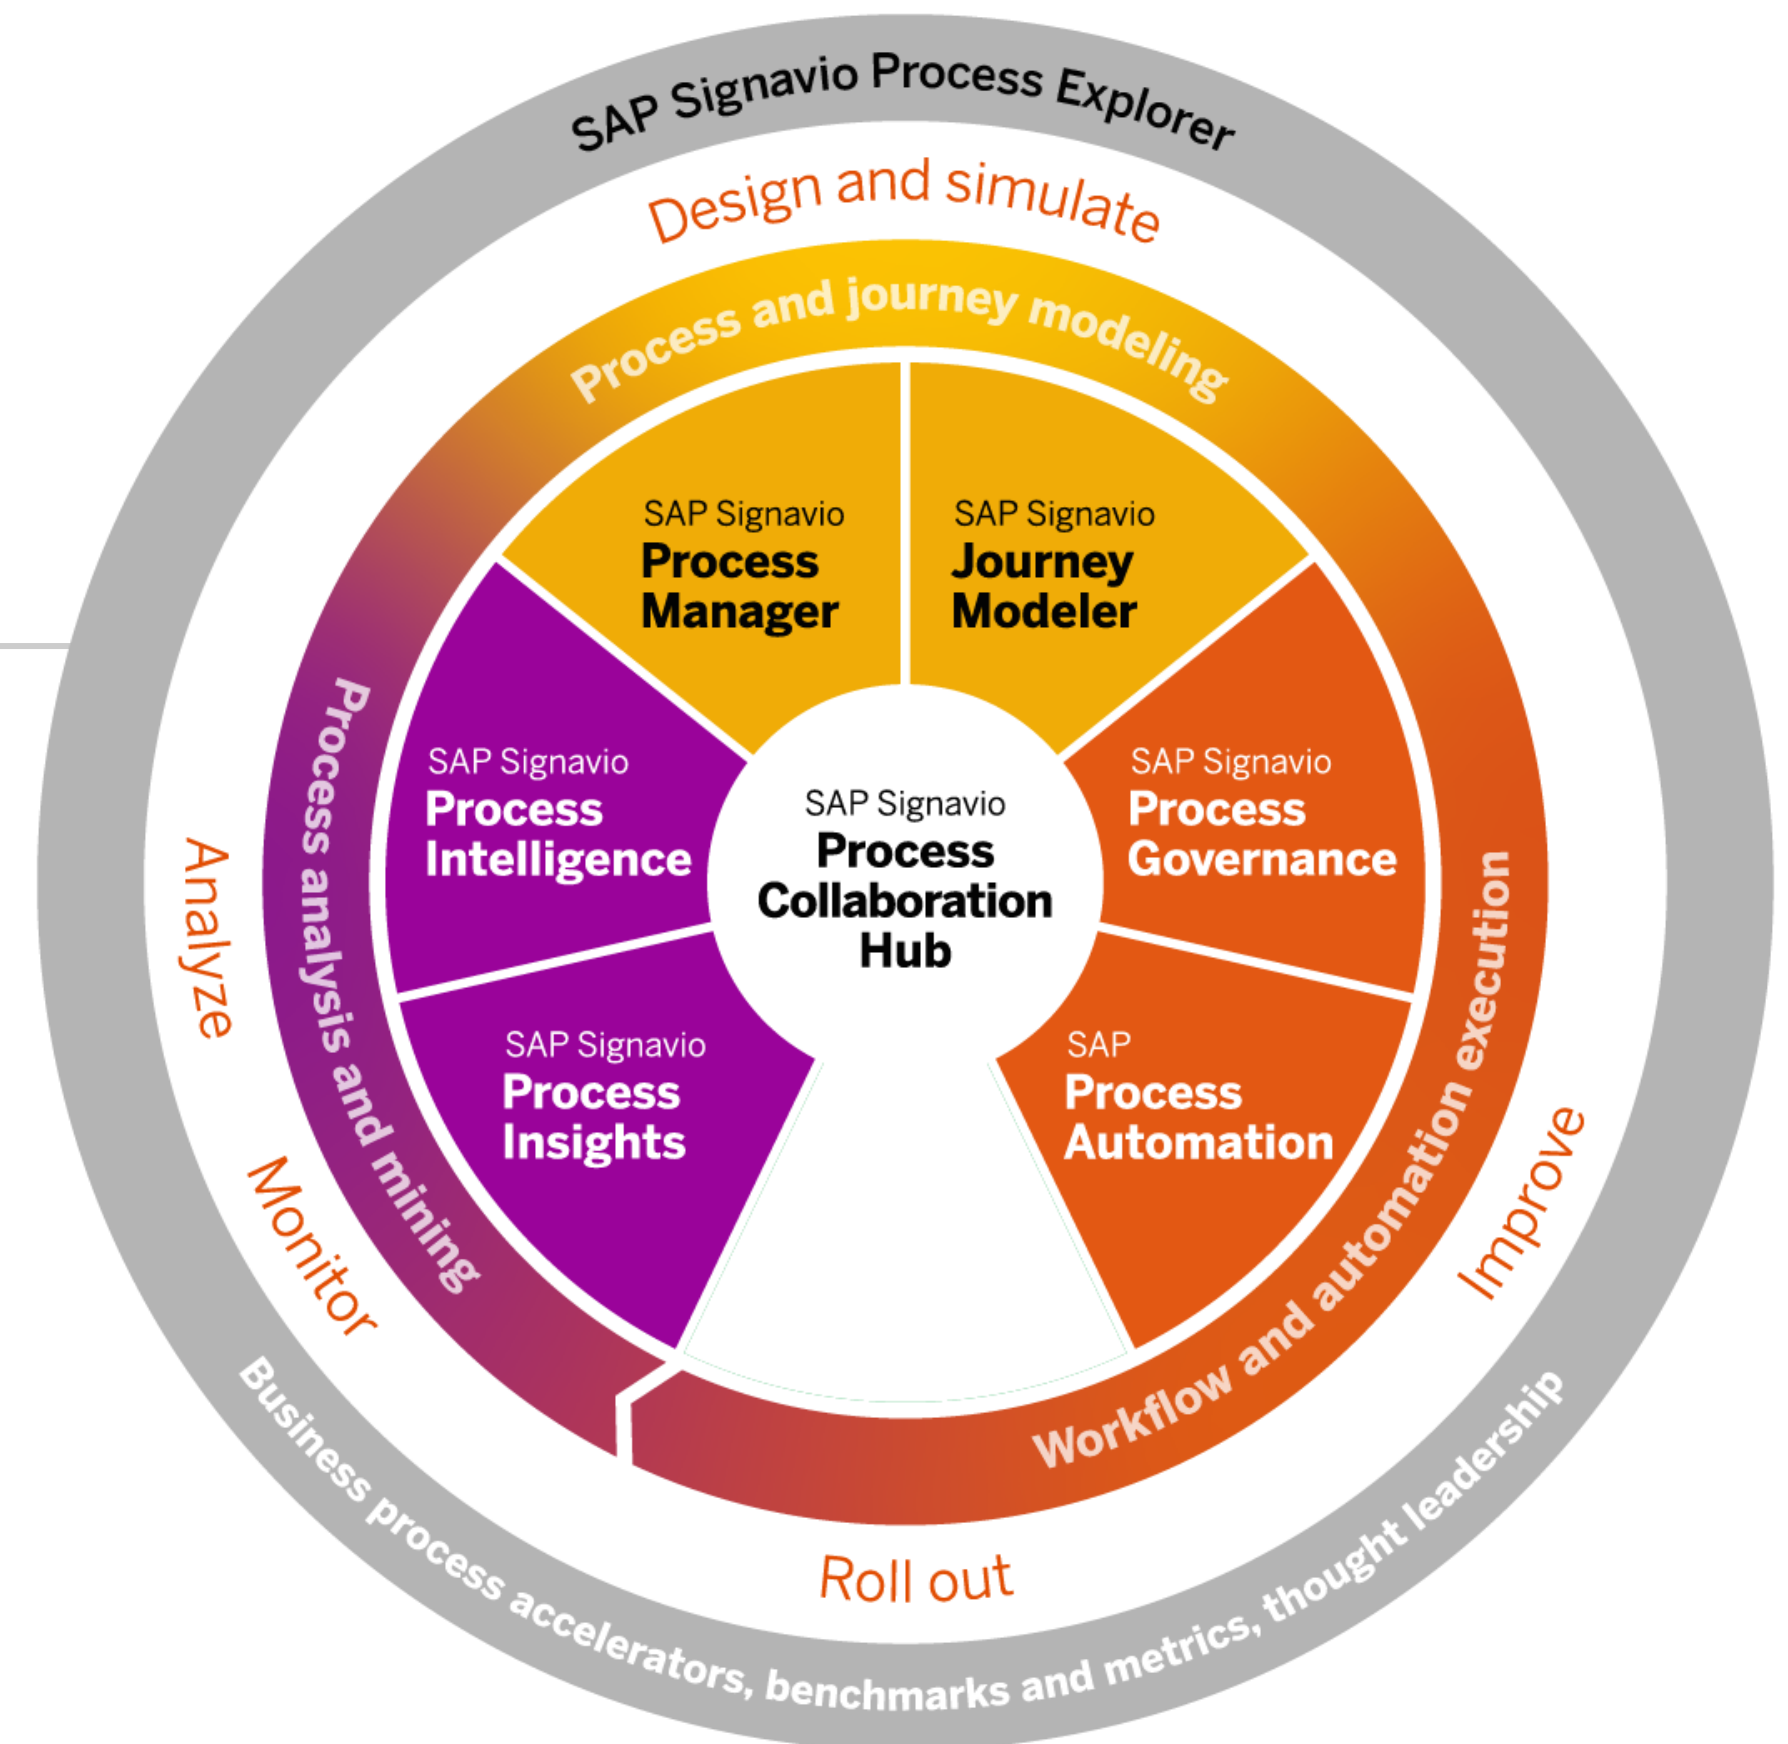 SAP Signavio Process Explorer
Design and simulate
Process and journey modeling
SAP Signavio
Process
Manager
SAP Signavio
Journey
Modeler
SAP Signavio
Process
Intelligence
SAP Signavio
Process
Collaboration
Hub
SAP Signavio
Process
Governance
SAP Signavio
Process
Insights
SAP
Process
Automation
Process analysis and mining
Workflow and automation execution
Analyze
Monitor
Improve
Roll out
Business process accelerators, benchmarks and metrics, thought leadership